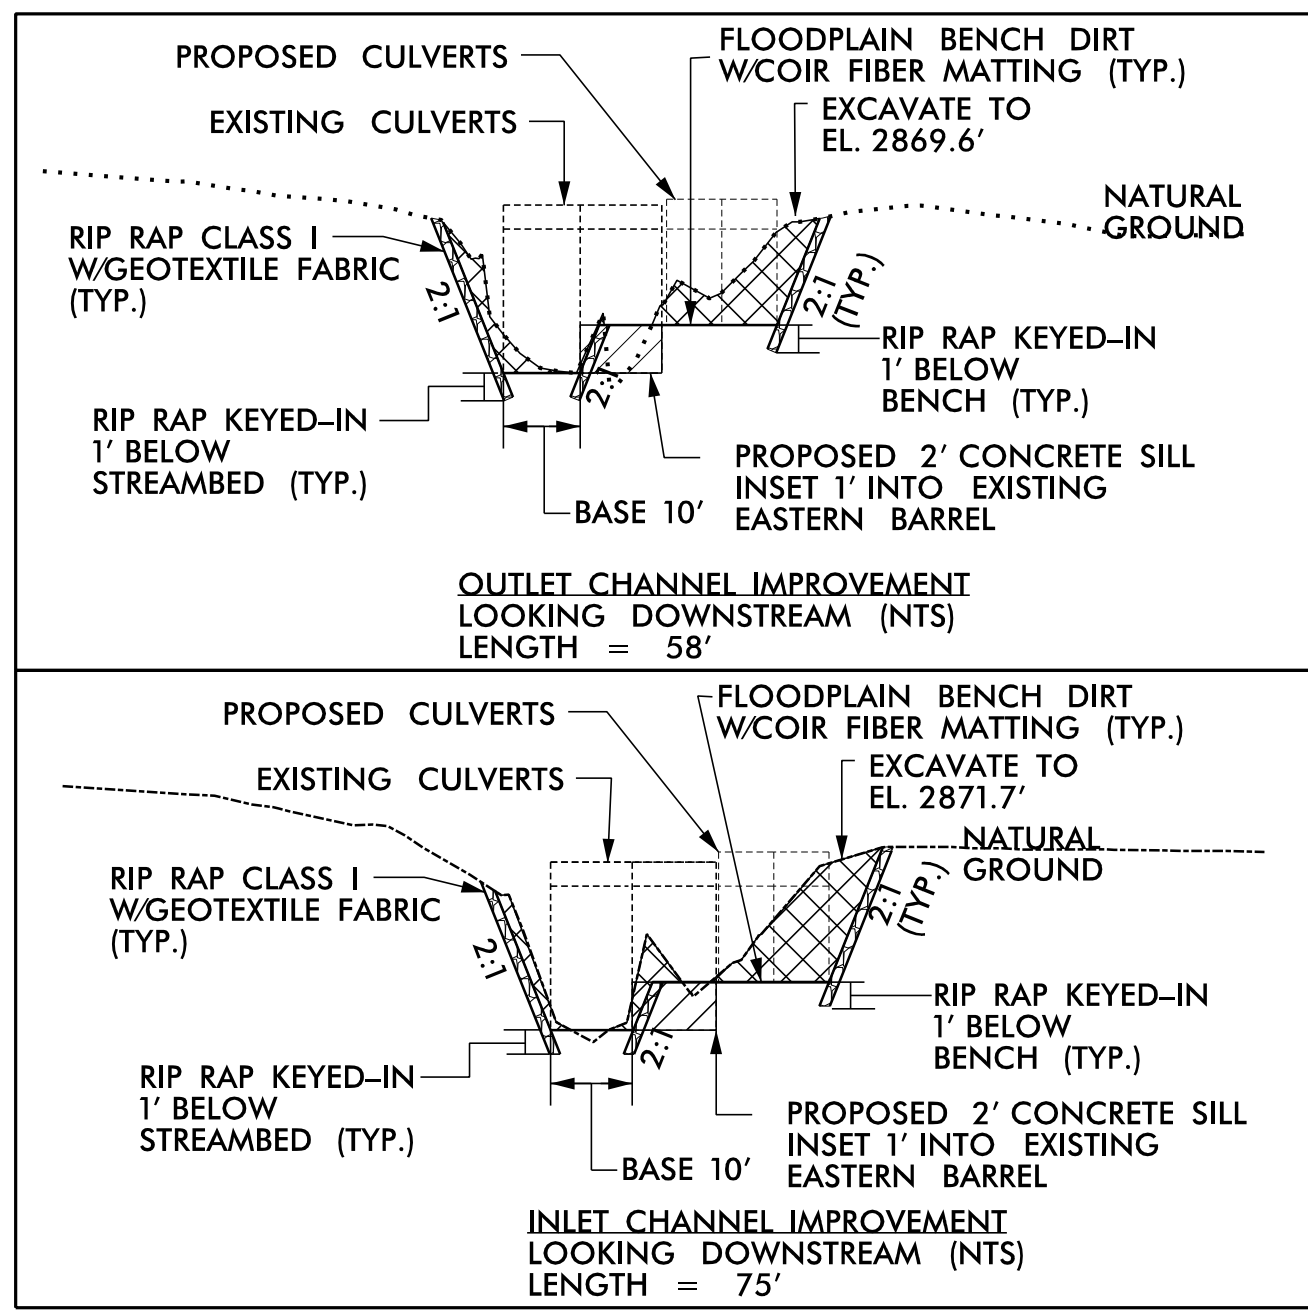 PROPOSED CULVERTS
FLOODPLAIN BENCH DIRT
W/COIR FIBER MATTING (TYP.)
EXISTING CULVERTS
EXCAVATE TO
EL. 2869.6'
NATURAL
GROUND
RIP RAP CLASS I
W/GEOTEXTILE FABRIC
(TYP.)
2:1
2:1
(TYP.)
2:1
RIP RAP KEYED–IN
1' BELOW
BENCH (TYP.)
RIP RAP KEYED–IN
1' BELOW
STREAMBED (TYP.)
BASE 10'
PROPOSED 2' CONCRETE SILL
INSET 1' INTO EXISTING
EASTERN BARREL
OUTLET CHANNEL IMPROVEMENT
LOOKING DOWNSTREAM (NTS)
LENGTH = 58'
PROPOSED CULVERTS
FLOODPLAIN BENCH DIRT
W/COIR FIBER MATTING (TYP.)
EXISTING CULVERTS
EXCAVATE TO
EL. 2871.7'
NATURAL
GROUND
RIP RAP CLASS I
W/GEOTEXTILE FABRIC
(TYP.)
2:1
2:1
(TYP.)
2:1
RIP RAP KEYED–IN
1' BELOW
BENCH (TYP.)
RIP RAP KEYED–IN
1' BELOW
STREAMBED (TYP.)
BASE 10'
PROPOSED 2' CONCRETE SILL
INSET 1' INTO EXISTING
EASTERN BARREL
INLET CHANNEL IMPROVEMENT
LOOKING DOWNSTREAM (NTS)
LENGTH = 75'